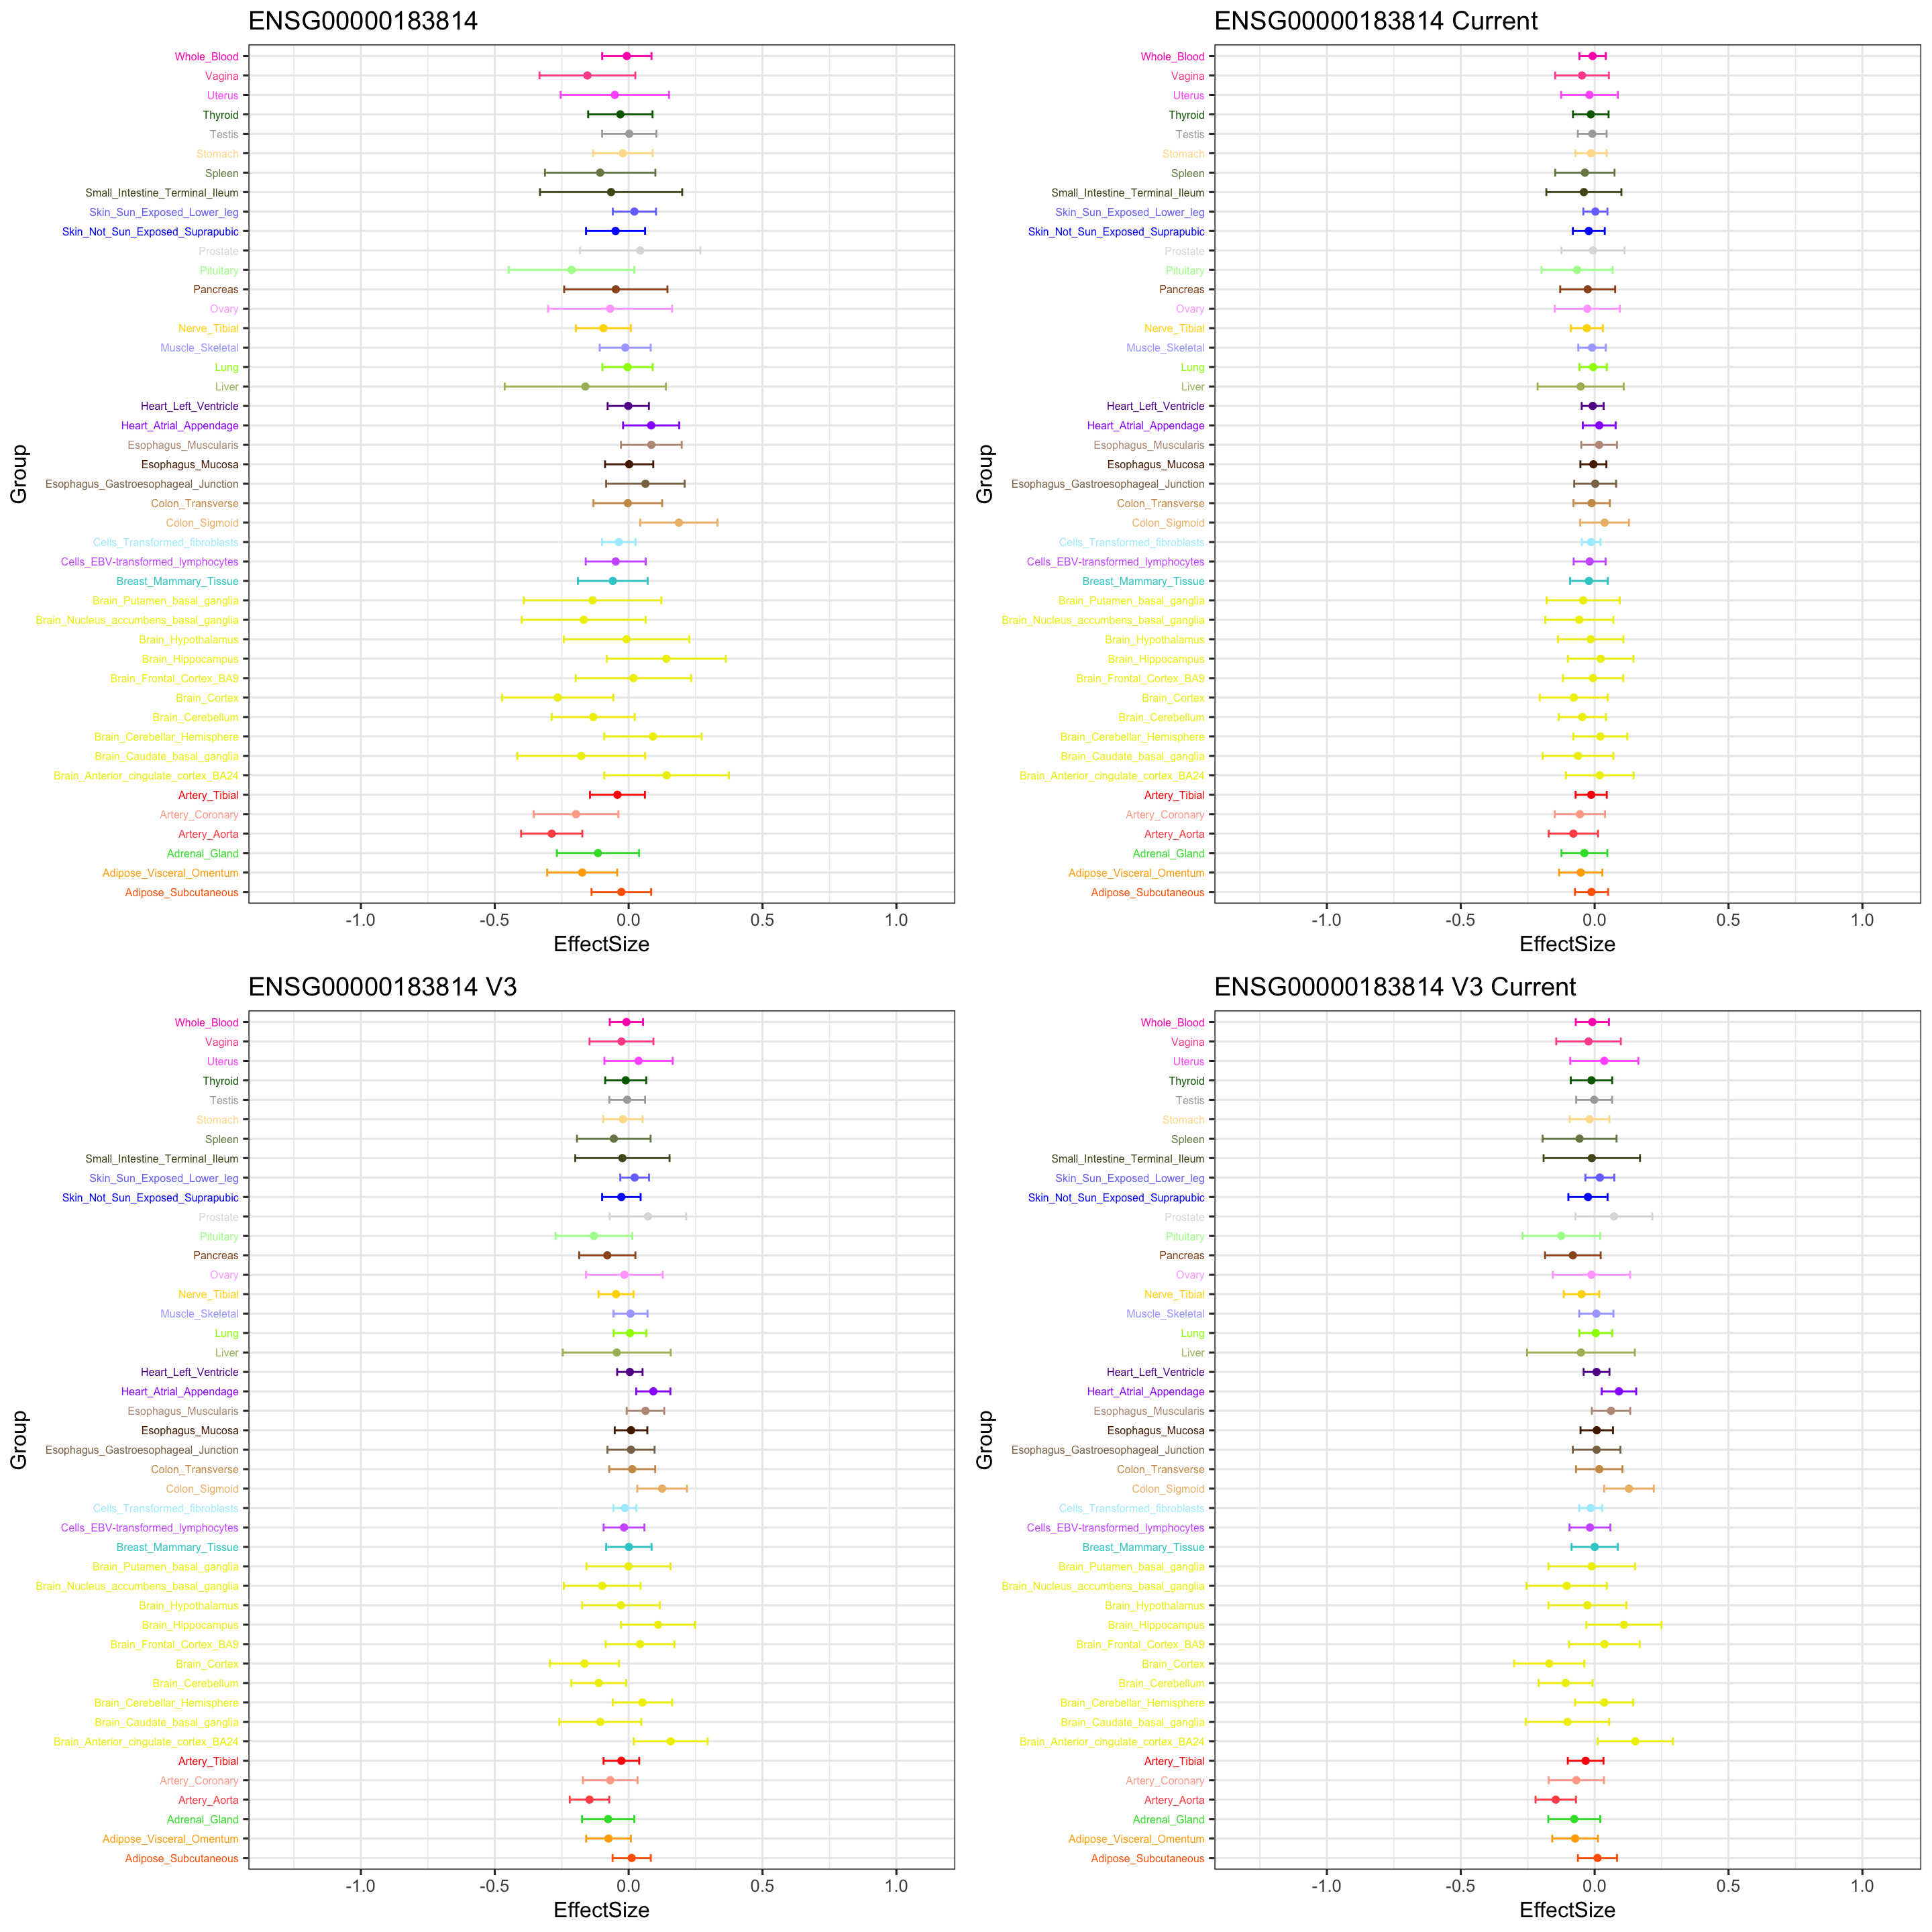 ENSG00000183814
Group
Whole_Blood
Vagina
Uterus
Thyroid
Testis
Stomach
Spleen
Small_Intestine_Terminal_Ileum
Skin_Sun_Exposed_Lower_leg
Skin_Not_Sun_Exposed_Suprapubic
Prostate
Pituitary
Pancreas
Ovary
Nerve_Tibial
Muscle_Skeletal
Lung
Liver
Heart_Left_Ventricle
Heart_Atrial_Appendage
Esophagus_Muscularis
Esophagus_Mucosa
Esophagus_Gastroesophageal_Junction
Colon_Transverse
Colon_Sigmoid
Cells_Transformed_fibroblasts
Cells_EBV-transformed_lymphocytes
Breast_Mammary_Tissue
Brain_Putamen_basal_ganglia
Brain_Nucleus_accumbens_basal_ganglia
Brain_Hypothalamus
Brain_Hippocampus
Brain_Frontal_Cortex_BA9
Brain_Cortex
Brain_Cerebellum
Brain_Cerebellar_Hemisphere
Brain_Caudate_basal_ganglia
Brain_Anterior_cingulate_cortex_BA24
Artery_Tibial
Artery_Coronary
Artery_Aorta
Adrenal_Gland
Adipose_Visceral_Omentum
Adipose_Subcutaneous
-1.0 -0.5 0.0 0.5 1.0
EffectSize
ENSG00000183814 Current
Group
Whole_Blood
Vagina
Uterus
Thyroid
Testis
Stomach
Spleen
Small_Intestine_Terminal_Ileum
Skin_Sun_Exposed_Lower_leg
Skin_Not_Sun_Exposed_Suprapubic
Prostate
Pituitary
Pancreas
Ovary
Nerve_Tibial
Muscle_Skeletal
Lung
Liver
Heart_Left_Ventricle
Heart_Atrial_Appendage
Esophagus_Muscularis
Esophagus_Mucosa
Esophagus_Gastroesophageal_Junction
Colon_Transverse
Colon_Sigmoid
Cells_Transformed_fibroblasts
Cells_EBV-transformed_lymphocytes
Breast_Mammary_Tissue
Brain_Putamen_basal_ganglia
Brain_Nucleus_accumbens_basal_ganglia
Brain_Hypothalamus
Brain_Hippocampus
Brain_Frontal_Cortex_BA9
Brain_Cortex
Brain_Cerebellum
Brain_Cerebellar_Hemisphere
Brain_Caudate_basal_ganglia
Brain_Anterior_cingulate_cortex_BA24
Artery_Tibial
Artery_Coronary
Artery_Aorta
Adrenal_Gland
Adipose_Visceral_Omentum
Adipose_Subcutaneous
-1.0 -0.5 0.0 0.5 1.0
EffectSize
ENSG00000183814 V3
Group
Whole_Blood
Vagina
Uterus
Thyroid
Testis
Stomach
Spleen
Small_Intestine_Terminal_Ileum
Skin_Sun_Exposed_Lower_leg
Skin_Not_Sun_Exposed_Suprapubic
Prostate
Pituitary
Pancreas
Ovary
Nerve_Tibial
Muscle_Skeletal
Lung
Liver
Heart_Left_Ventricle
Heart_Atrial_Appendage
Esophagus_Muscularis
Esophagus_Mucosa
Esophagus_Gastroesophageal_Junction
Colon_Transverse
Colon_Sigmoid
Cells_Transformed_fibroblasts
Cells_EBV-transformed_lymphocytes
Breast_Mammary_Tissue
Brain_Putamen_basal_ganglia
Brain_Nucleus_accumbens_basal_ganglia
Brain_Hypothalamus
Brain_Hippocampus
Brain_Frontal_Cortex_BA9
Brain_Cortex
Brain_Cerebellum
Brain_Cerebellar_Hemisphere
Brain_Caudate_basal_ganglia
Brain_Anterior_cingulate_cortex_BA24
Artery_Tibial
Artery_Coronary
Artery_Aorta
Adrenal_Gland
Adipose_Visceral_Omentum
Adipose_Subcutaneous
-1.0 -0.5 0.0 0.5 1.0
EffectSize
ENSG00000183814 V3 Current
Group
Whole_Blood
Vagina
Uterus
Thyroid
Testis
Stomach
Spleen
Small_Intestine_Terminal_Ileum
Skin_Sun_Exposed_Lower_leg
Skin_Not_Sun_Exposed_Suprapubic
Prostate
Pituitary
Pancreas
Ovary
Nerve_Tibial
Muscle_Skeletal
Lung
Liver
Heart_Left_Ventricle
Heart_Atrial_Appendage
Esophagus_Muscularis
Esophagus_Mucosa
Esophagus_Gastroesophageal_Junction
Colon_Transverse
Colon_Sigmoid
Cells_Transformed_fibroblasts
Cells_EBV-transformed_lymphocytes
Breast_Mammary_Tissue
Brain_Putamen_basal_ganglia
Brain_Nucleus_accumbens_basal_ganglia
Brain_Hypothalamus
Brain_Hippocampus
Brain_Frontal_Cortex_BA9
Brain_Cortex
Brain_Cerebellum
Brain_Cerebellar_Hemisphere
Brain_Caudate_basal_ganglia
Brain_Anterior_cingulate_cortex_BA24
Artery_Tibial
Artery_Coronary
Artery_Aorta
Adrenal_Gland
Adipose_Visceral_Omentum
Adipose_Subcutaneous
-1.0 -0.5 0.0 0.5 1.0
EffectSize